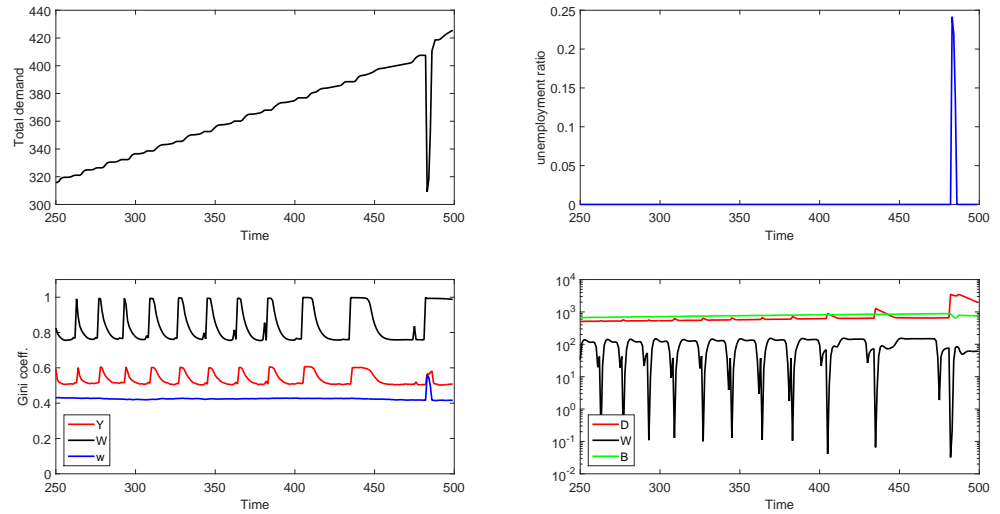 440
420
400
380
360
340
320
300
Total demand
250 300 350 400 450 500
Time
0.25
0.2
0.15
0.1
0.05
0
unemployment ratio
250 300 350 400 450 500
Time
1
0.8
0.6
0.4
0.2
0
Gini coeff.
Y
W
w
250 300 350 400 450 500
Time
10^4
10^3
10^2
10^1
10^0
10^-1
10^-2
D
W
B
250 300 350 400 450 500
Time